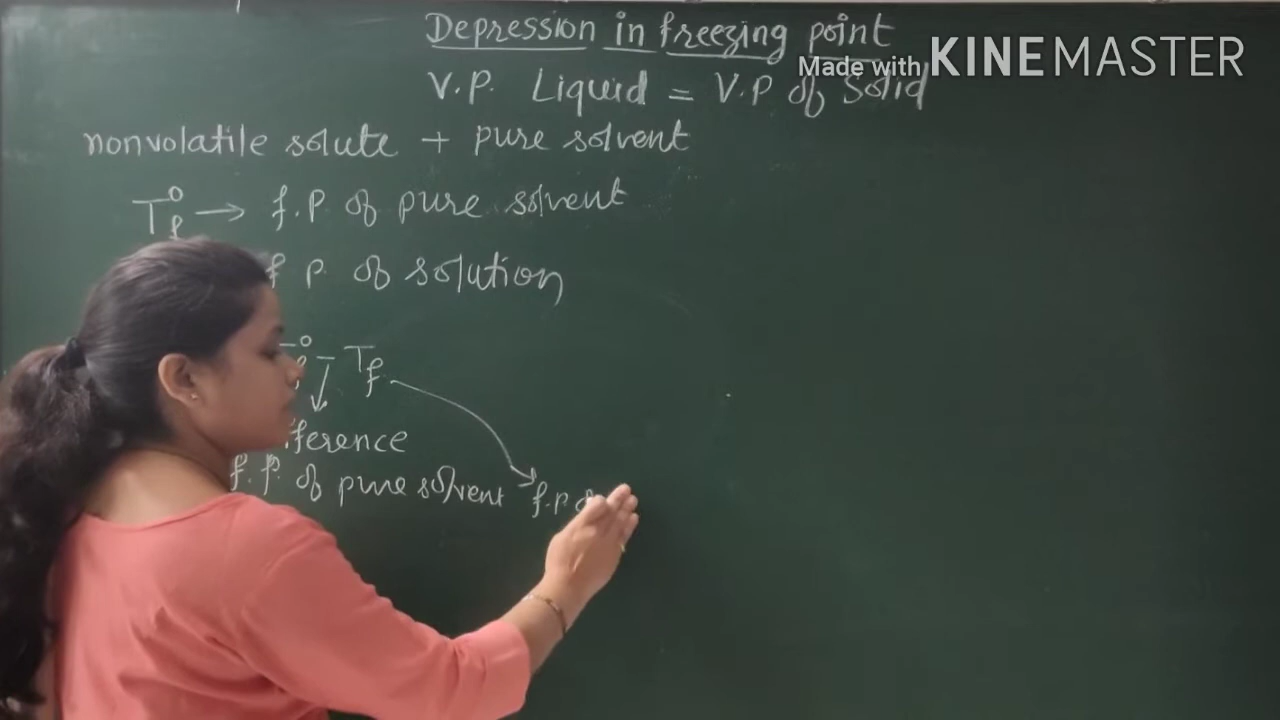 Depression in freezing point
Made with KINEMASTER
V.P. Liquid = V.P of Solid
nonvolatile solute + pure solvent
T°f → f.P of pure solvent
f P. of solution
T° - Tf
f.P. of pure solvent f.p of